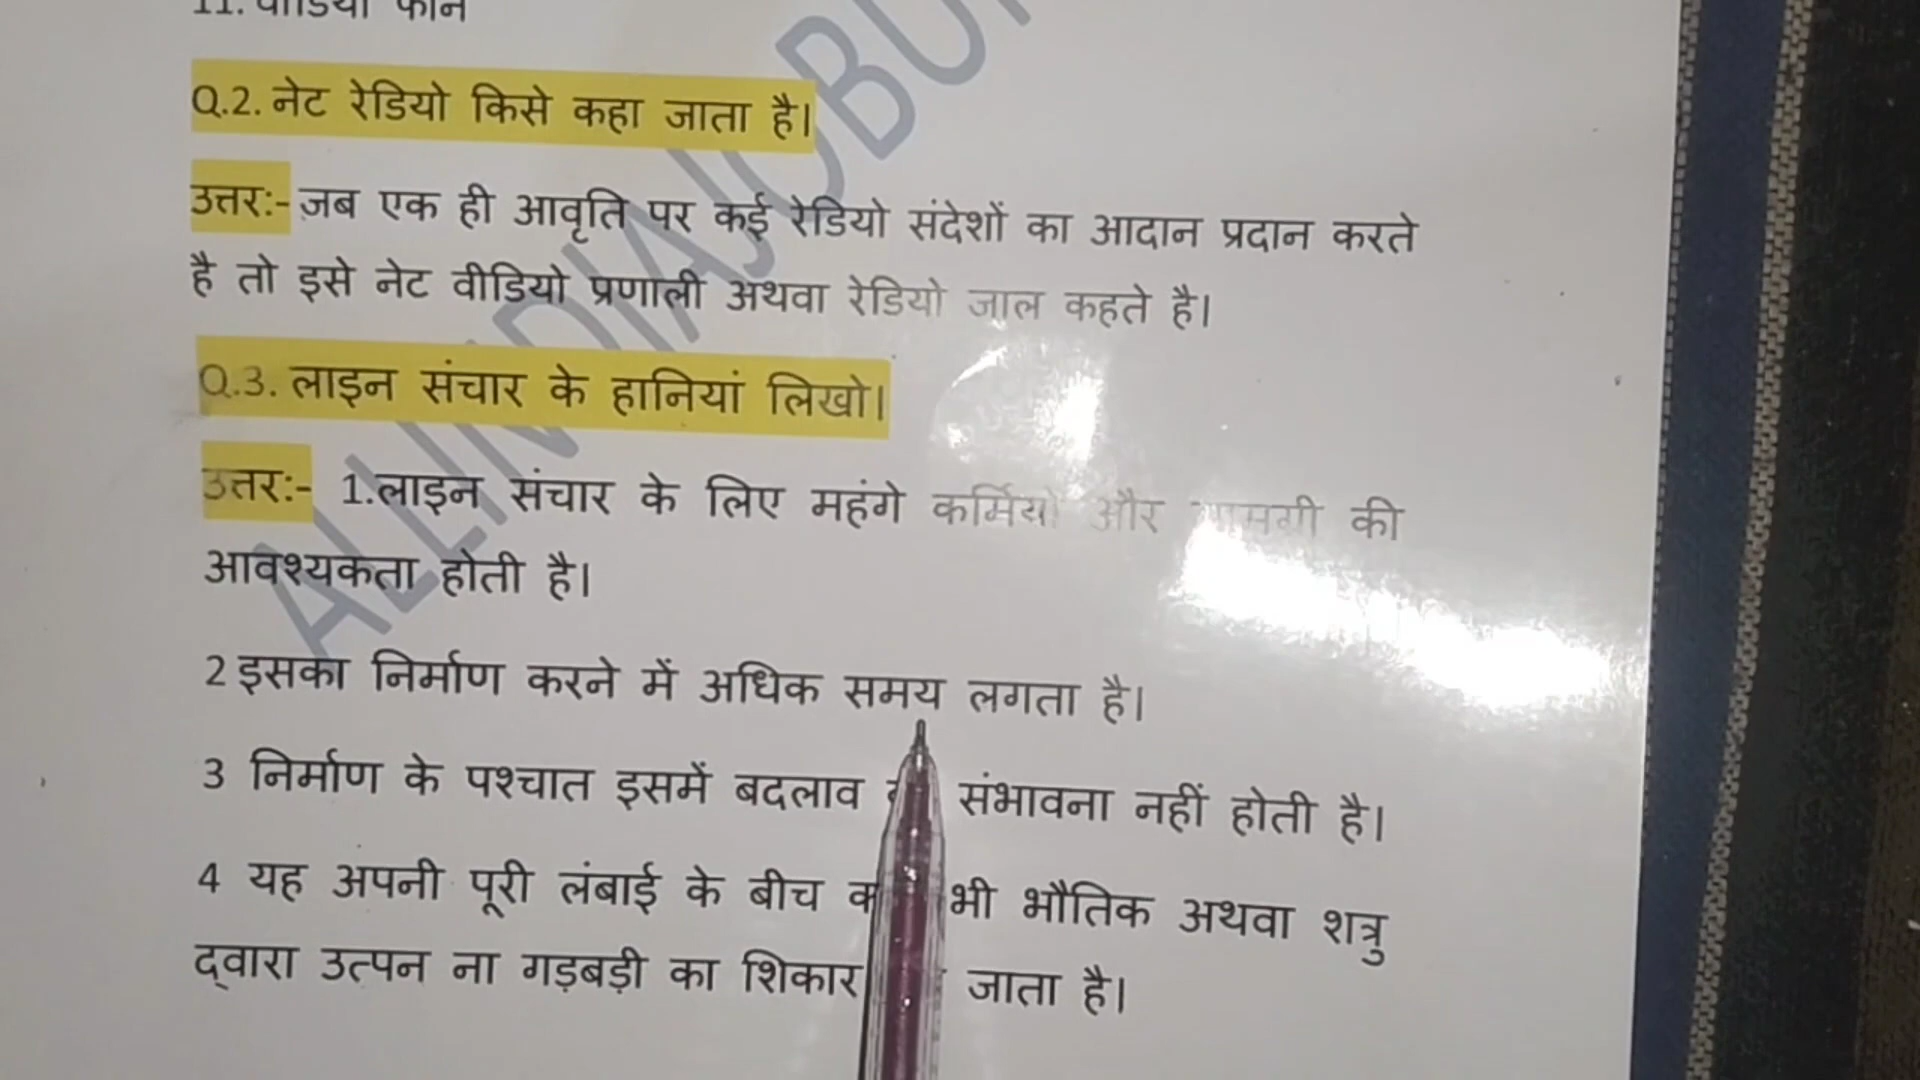 11. वीडियो फोन
Q.2. नेट रेडियो किसे कहा जाता है।
उत्तर:- जब एक ही आवृति पर कई रेडियो संदेशों का आदान प्रदान करते
है तो इसे नेट वीडियो प्रणाली अथवा रेडियो जाल कहते है।
Q.3. लाइन संचार के हानियां लिखो।
उत्तर:- 1.लाइन संचार के लिए महंगे कर्मियों और की
आवश्यकता होती है।
2 इसका निर्माण करने में अधिक समय लगता है।
3 निर्माण के पश्चात इसमें बदलाव संभावना नहीं होती है।
4 यह अपनी पूरी लंबाई के बीच भी भौतिक अथवा शत्रु
द्वारा उत्पन ना गड़बड़ी का शिकार जाता है।